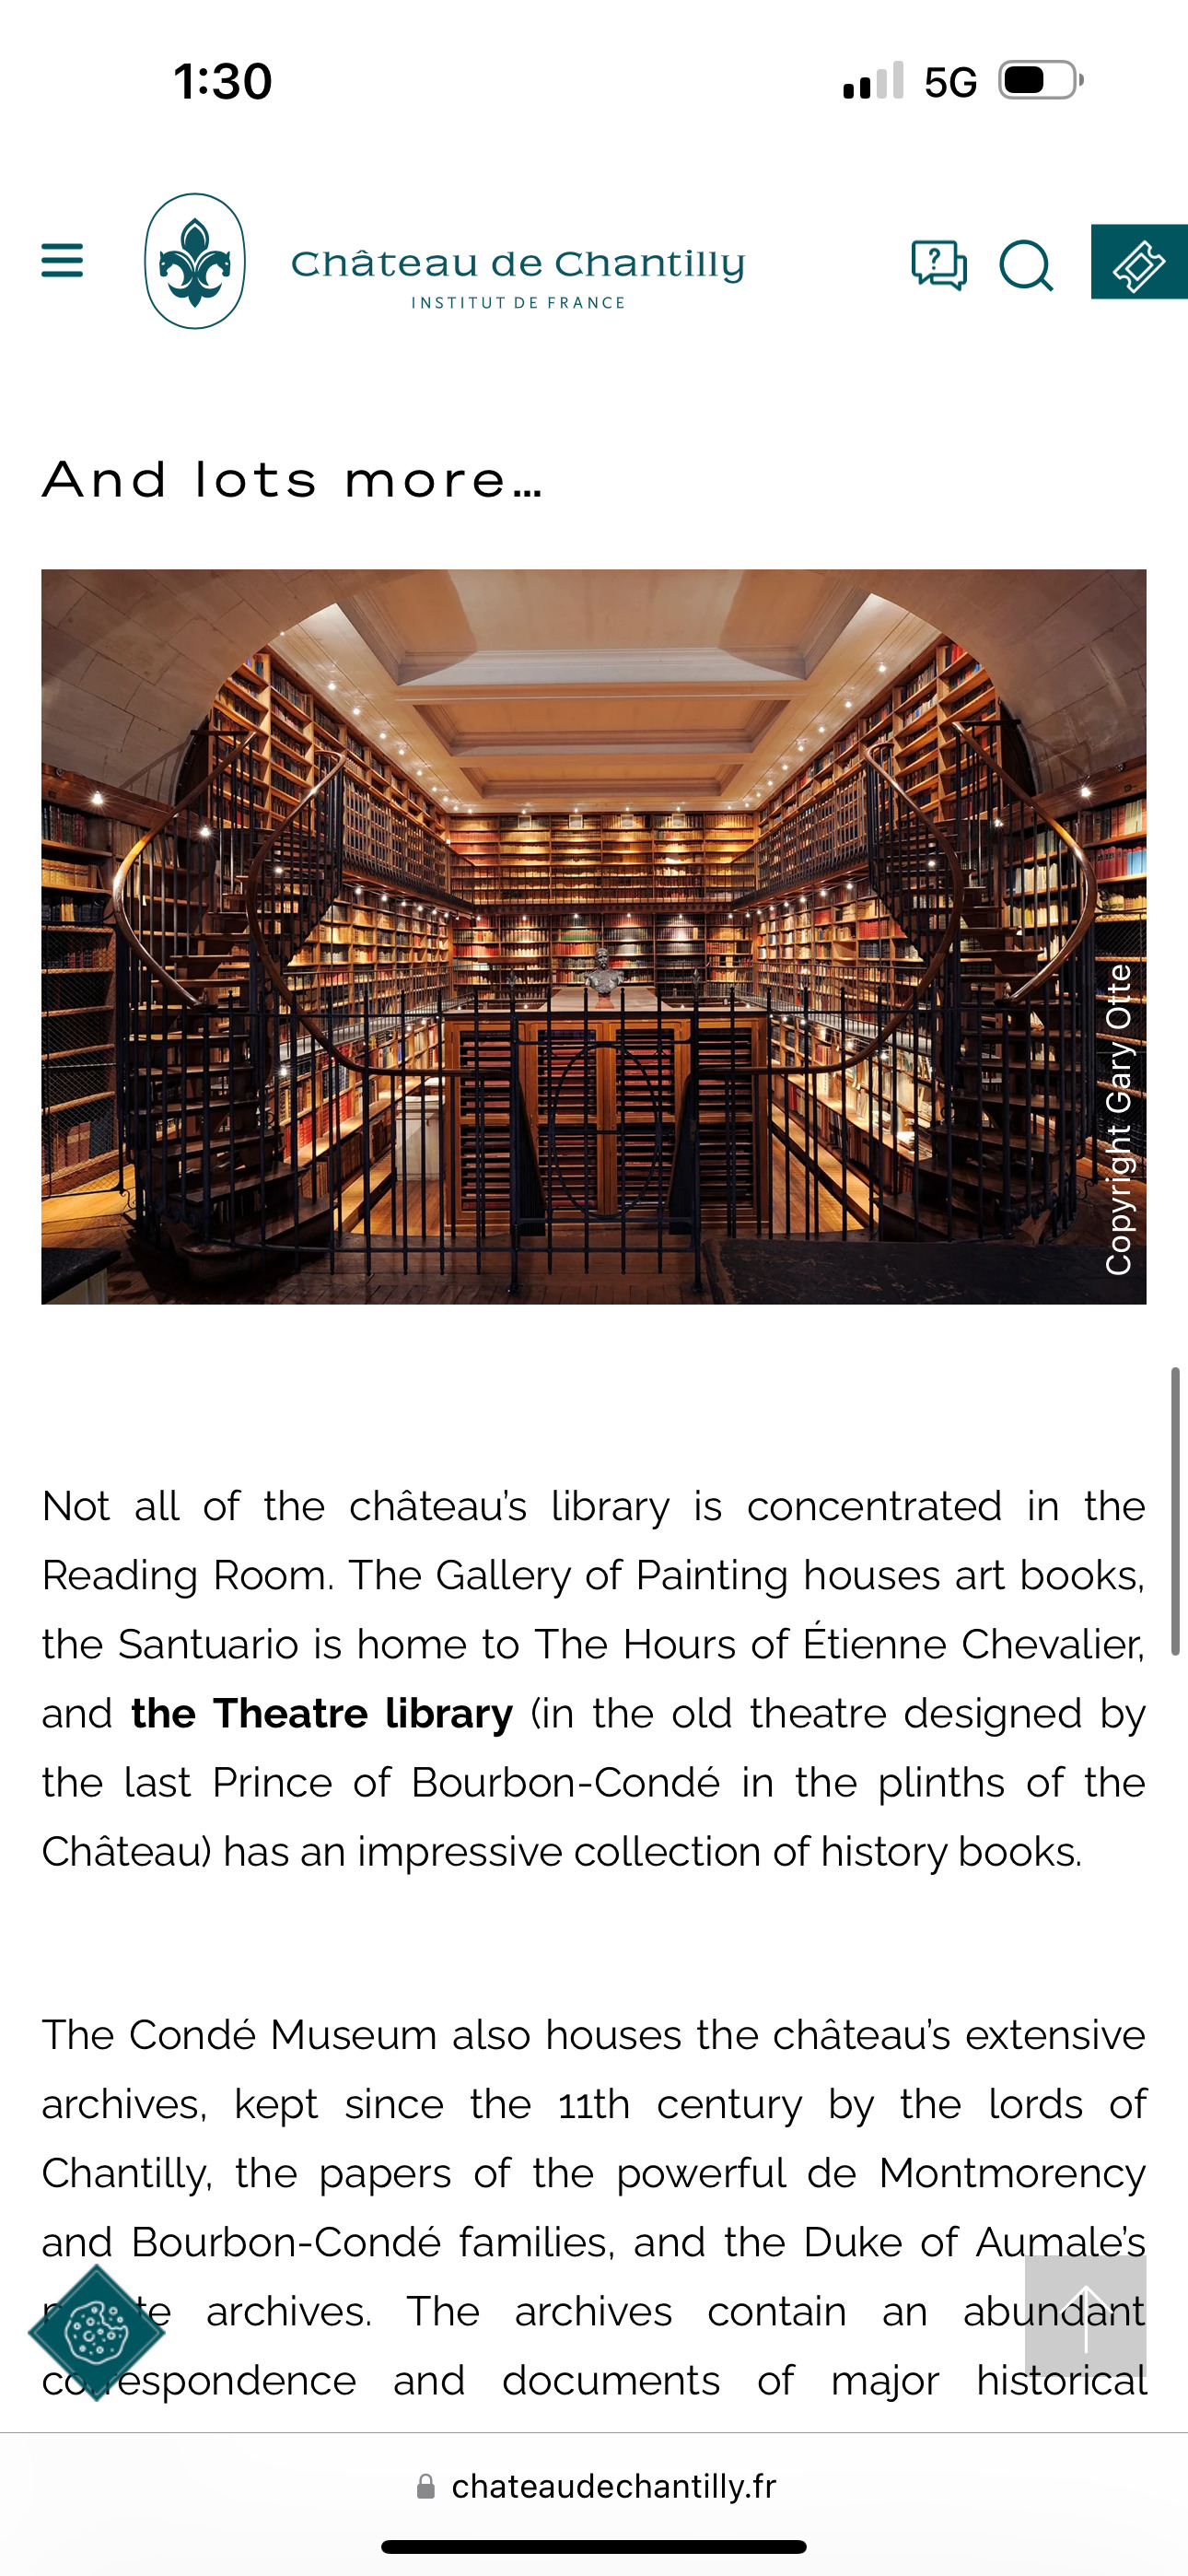 1:30
5G
Château de Chantilly
INSTITUT DE FRANCE
And lots more...
Copyright Gary Otte
Not all of the château’s library is concentrated in the
Reading Room. The Gallery of Painting houses art books,
the Santuario is home to The Hours of Étienne Chevalier,
and the Theatre library (in the old theatre designed by
the last Prince of Bourbon-Condé in the plinths of the
Château) has an impressive collection of history books.
The Condé Museum also houses the château’s extensive
archives, kept since the 11th century by the lords of
Chantilly, the papers of the powerful de Montmorency
and Bourbon-Condé families, and the Duke of Aumale’s
archives. The archives contain an abundant
correspondence and documents of major historical
chateaudechantilly.fr